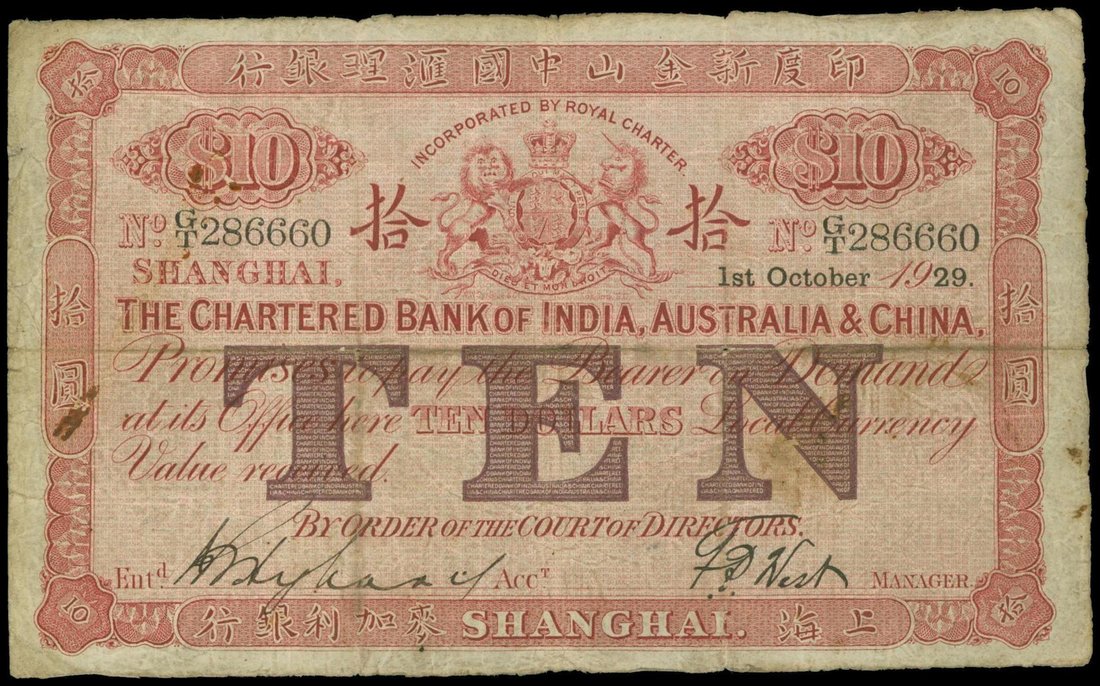 印度新金山中國滙理銀行
拾
10
INCORPORATED BY ROYAL CHARTER
$10
$10
拾
拾
No. G/T 286660
No. G/T 286660
DIEU ET MON DROIT
SHANGHAI,
1st October 1929.
THE CHARTERED BANK OF INDIA, AUSTRALIA & CHINA.
Promises to pay the Bearer on Demand
at its Office here TEN DOLLARS Local Currency
Value received.
TEN
拾圓
拾圓
BY ORDER OF THE COURT OF DIRECTORS.
Entd
Acct
MANAGER.
10
上海
SHANGHAI.
麥加利銀行
拾